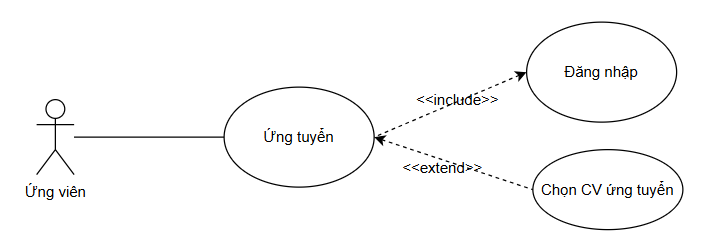 Đăng nhập
<<include>>
Ứng tuyển
<<extend>>
Chọn CV ứng tuyển
Ứng viên